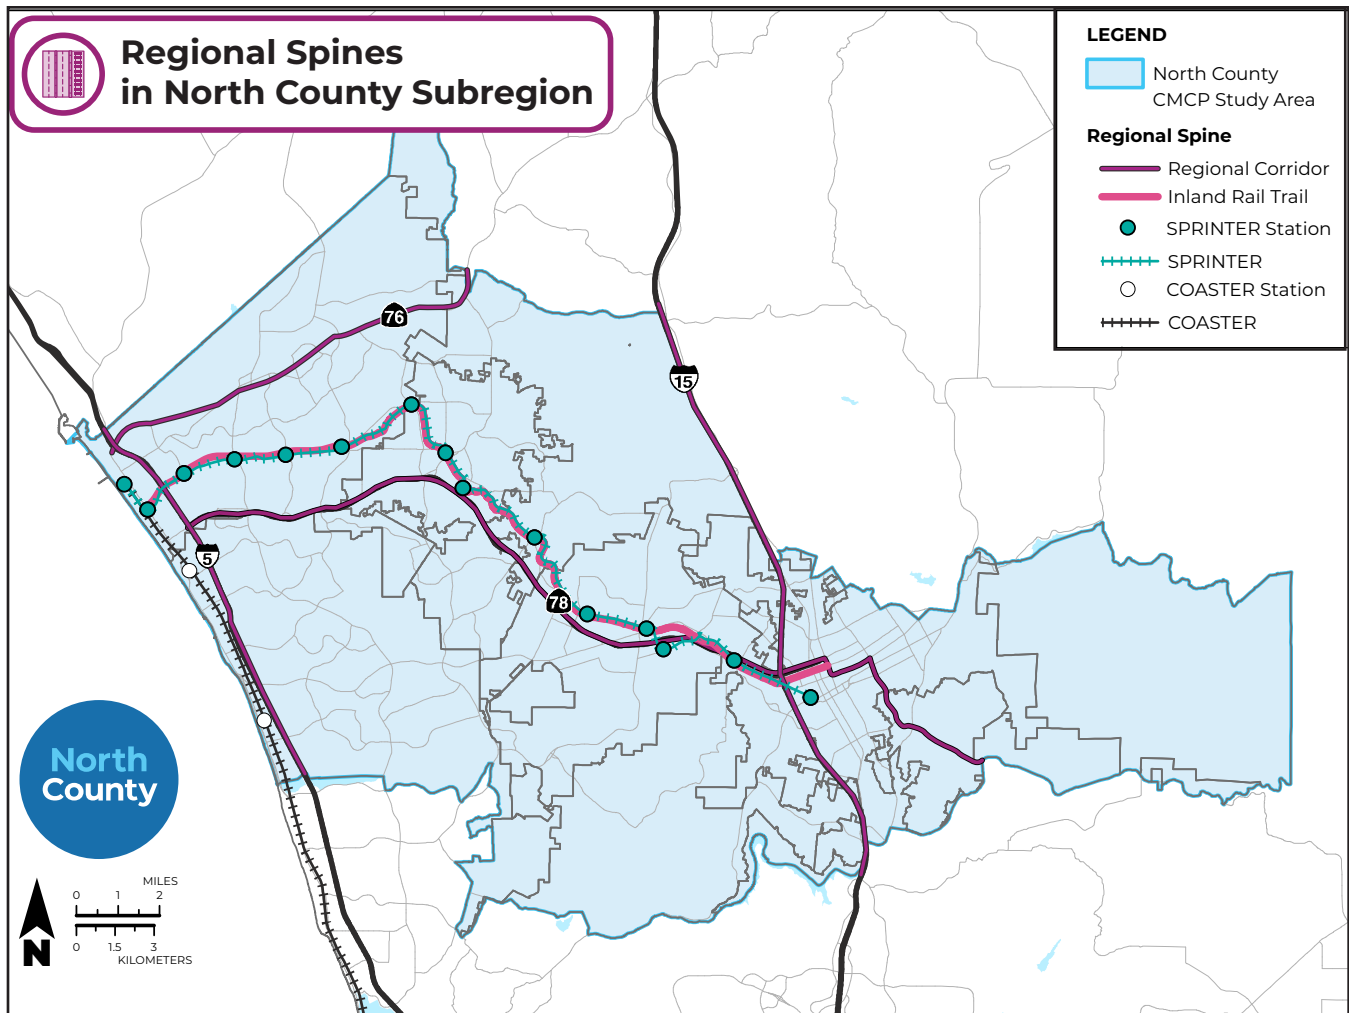 Regional Spines
in North County Subregion
LEGEND
North County
CMCP Study Area
Regional Spine
Regional Corridor
Inland Rail Trail
SPRINTER Station
SPRINTER
COASTER Station
COASTER
76
15
5
78
North
County
MILES
0 1 2
0 1.5 3
KILOMETERS
N